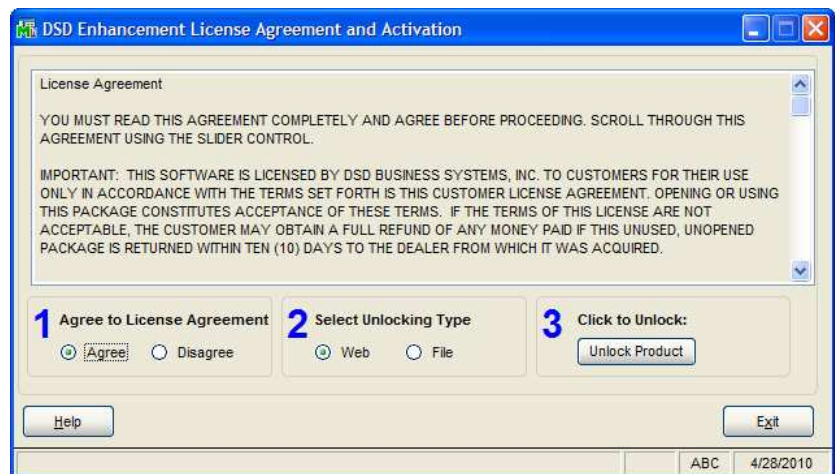 DSD Enhancement License Agreement and Activation
License Agreement
YOU MUST READ THIS AGREEMENT COMPLETELY AND AGREE BEFORE PROCEEDING. SCROLL THROUGH THIS
AGREEMENT USING THE SLIDER CONTROL.
IMPORTANT: THIS SOFTWARE IS LICENSED BY DSD BUSINESS SYSTEMS, INC. TO CUSTOMERS FOR THEIR USE
ONLY IN ACCORDANCE WITH THE TERMS SET FORTH IS THIS CUSTOMER LICENSE AGREEMENT. OPENING OR USING
THIS PACKAGE CONSTITUTES ACCEPTANCE OF THESE TERMS. IF THE TERMS OF THIS LICENSE ARE NOT
ACCEPTABLE, THE CUSTOMER MAY OBTAIN A FULL REFUND OF ANY MONEY PAID IF THIS UNUSED, UNOPENED
PACKAGE IS RETURNED WITHIN TEN (10) DAYS TO THE DEALER FROM WHICH IT WAS ACQUIRED.
1 Agree to License Agreement
Agree Disagree
2 Select Unlocking Type
Web File
3 Click to Unlock:
Unlock Product
Help
Exit
ABC 4/28/2010